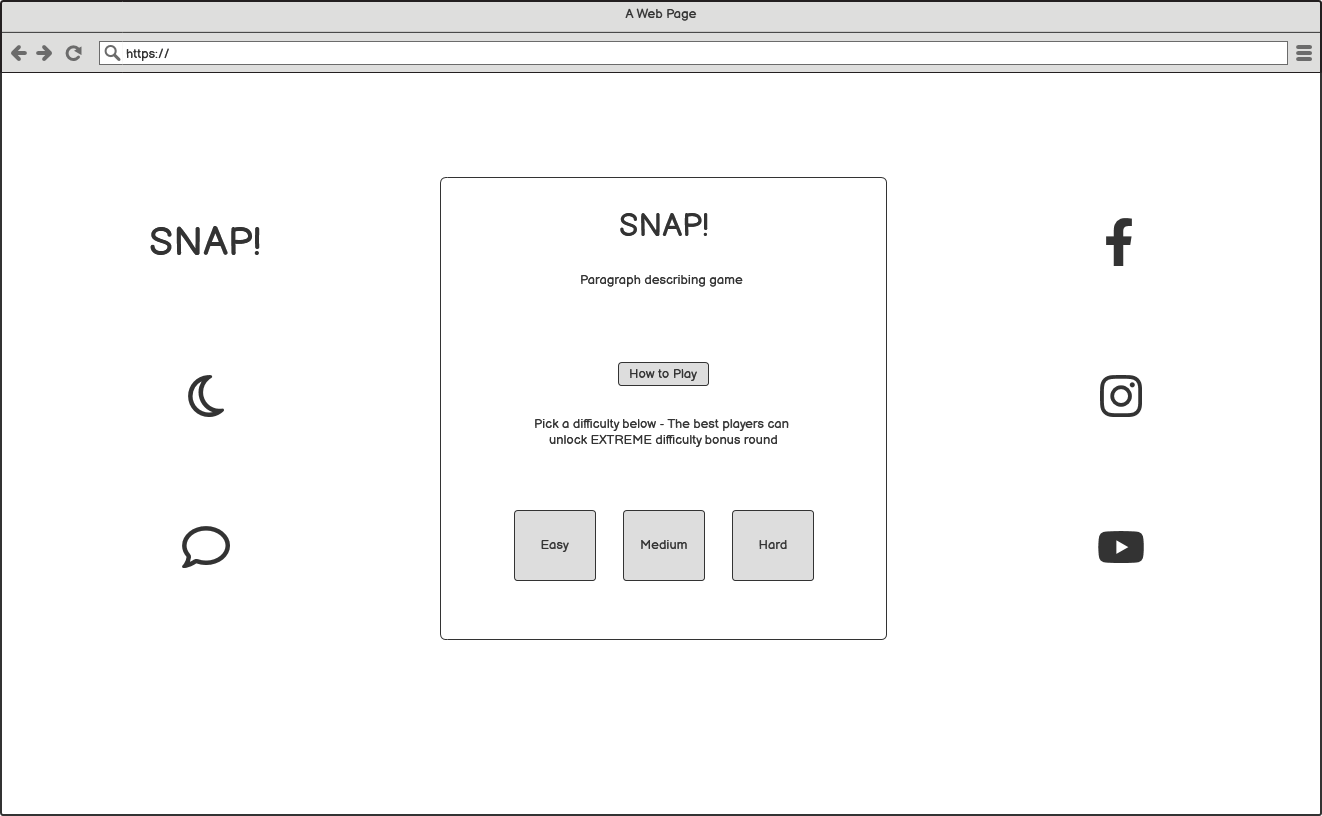 A Web Page
https://
SNAP!
SNAP!
Paragraph describing game
How to Play
Pick a difficulty below - The best players can
unlock EXTREME difficulty bonus round
Easy
Medium
Hard